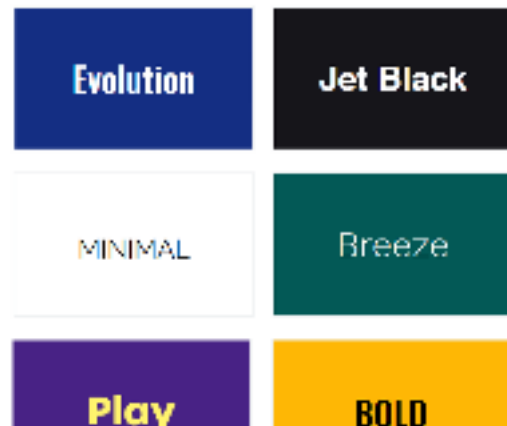 Evolution
Jet Black
MINIMAL
Breeze
Play
BOLD